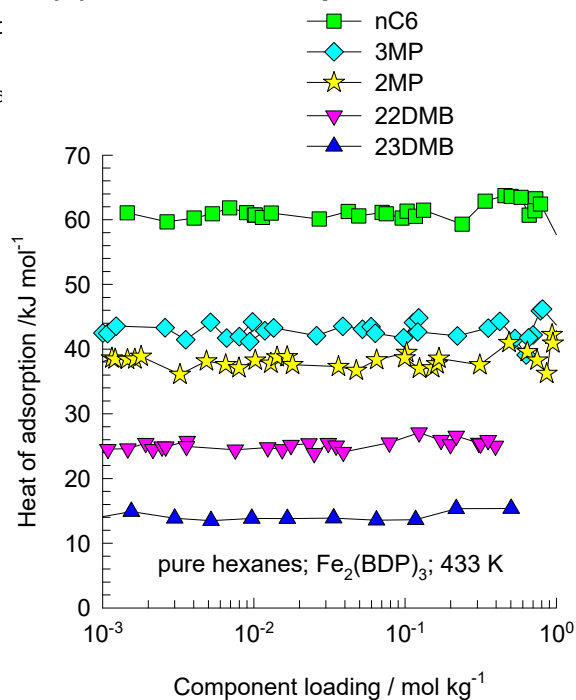 nC6
3MP
2MP
22DMB
23DMB
70
60
50
40
30
20
10
0
Heat of adsorption /kJ mol⁻¹
pure hexanes; Fe₂(BDP)₃; 433 K
10⁻³ 10⁻² 10⁻¹ 10⁰
Component loading / mol kg⁻¹